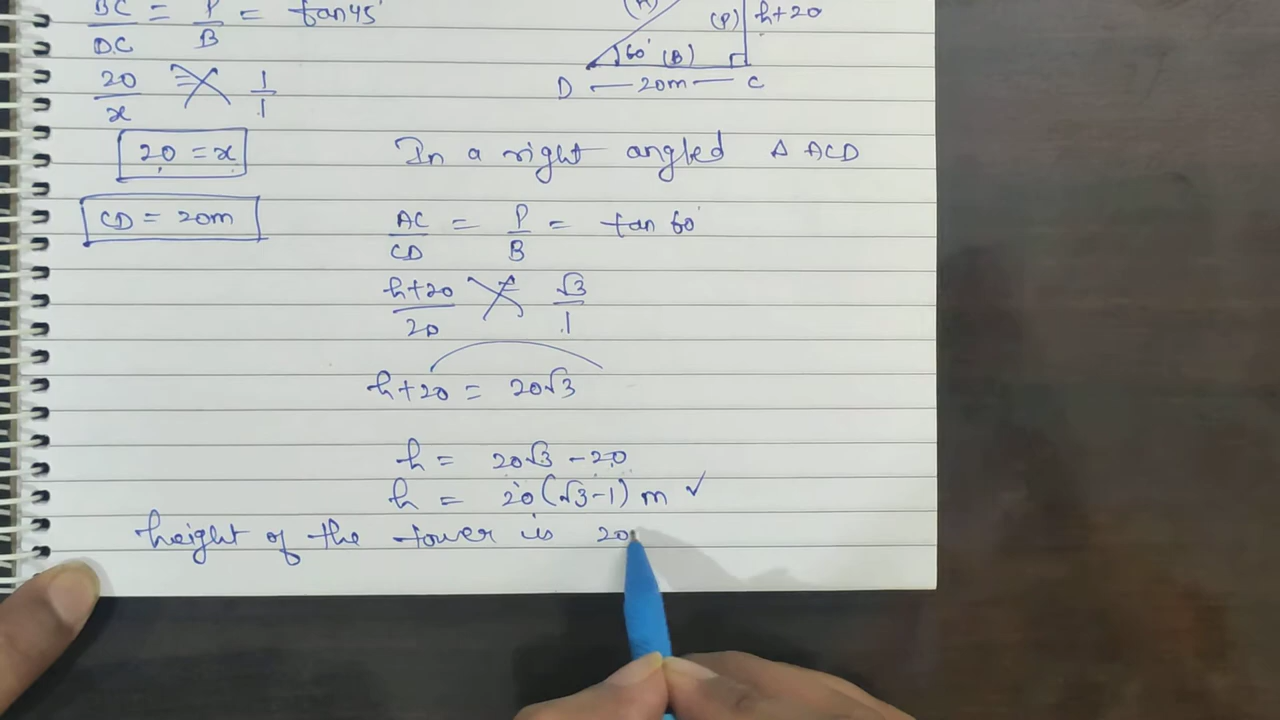 BC/DC = P/B = tan45°
(P) h+20
60° (B)
D — 20m — C
20/x = 1/1
20 = x
In a right angled Δ ACD
CD = 20m
AC/CD = P/B = tan 60°
h+20/20 = √3/1
h+20 = 20√3
h = 20√3 - 20
h = 20(√3-1) m ✓
height of the tower is 20